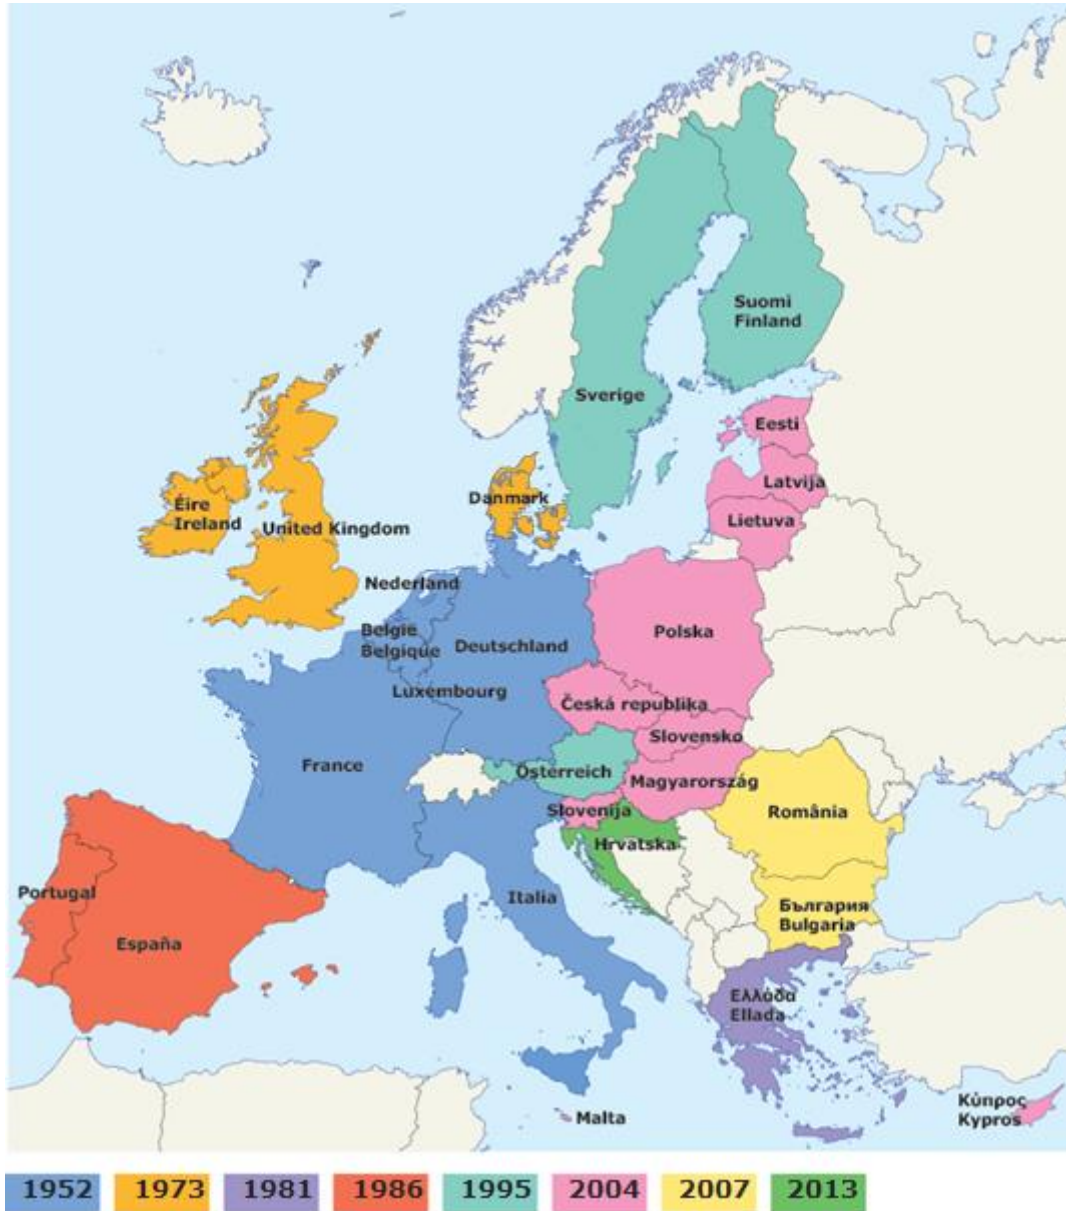 Suomi
Finland
Sverige
Eesti
Latvija
Lietuva
Danmark
Éire
Ireland
United Kingdom
Nederland
België
Belgique
Deutschland
Polska
Luxembourg
Česká republika
Slovensko
France
Österreich
Magyarország
Slovenija
Hrvatska
România
Portugal
España
Italia
България
Bulgaria
Ελλάδα
Ellada
Malta
Κύπρος
Kypros
1952 1973 1981 1986 1995 2004 2007 2013